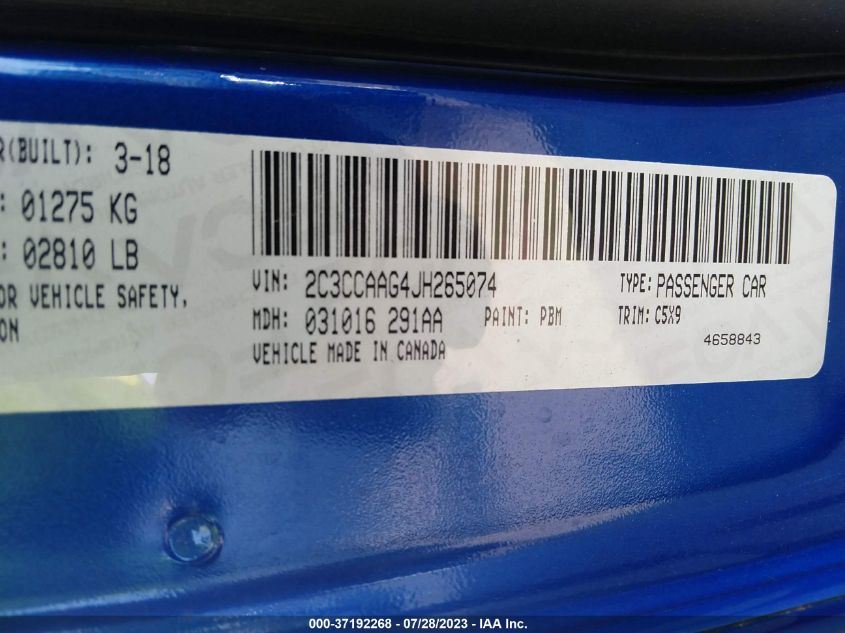 R(BUILT): 3-18
: 01275 KG
: 02810 LB
OR VEHICLE SAFETY,
ON
VIN: 2C3CCAAG4JH265074 TYPE: PASSENGER CAR
MDH: 031016 291AA PAINT: PBM TRIM: C5X9
VEHICLE MADE IN CANADA 4658843
000-37192268 - 07/28/2023 - IAA Inc.